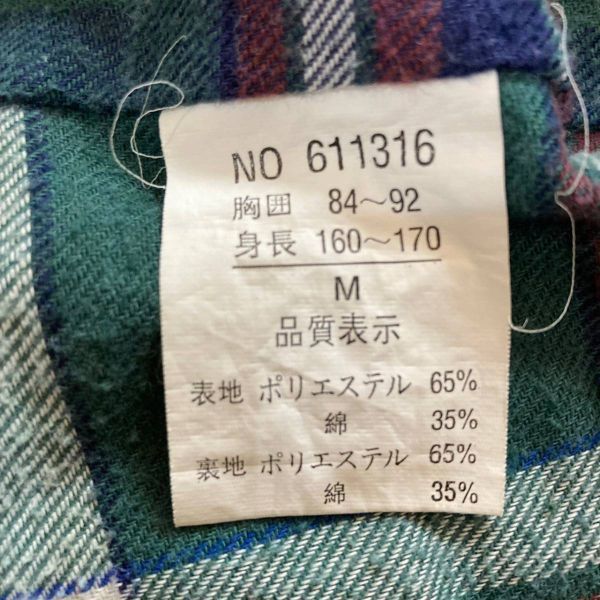 NO 611316
胸囲 84～92
身長 160～170
M
品質表示
表地 ポリエステル 65%
綿 35%
裏地 ポリエステル 65%
綿 35%